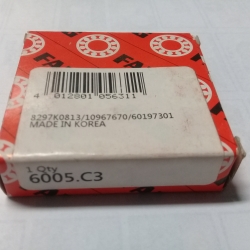 FAG
4 012801 056311
8297K0813/10967670/60197301
MADE IN KOREA
1 Qty
6005.C3